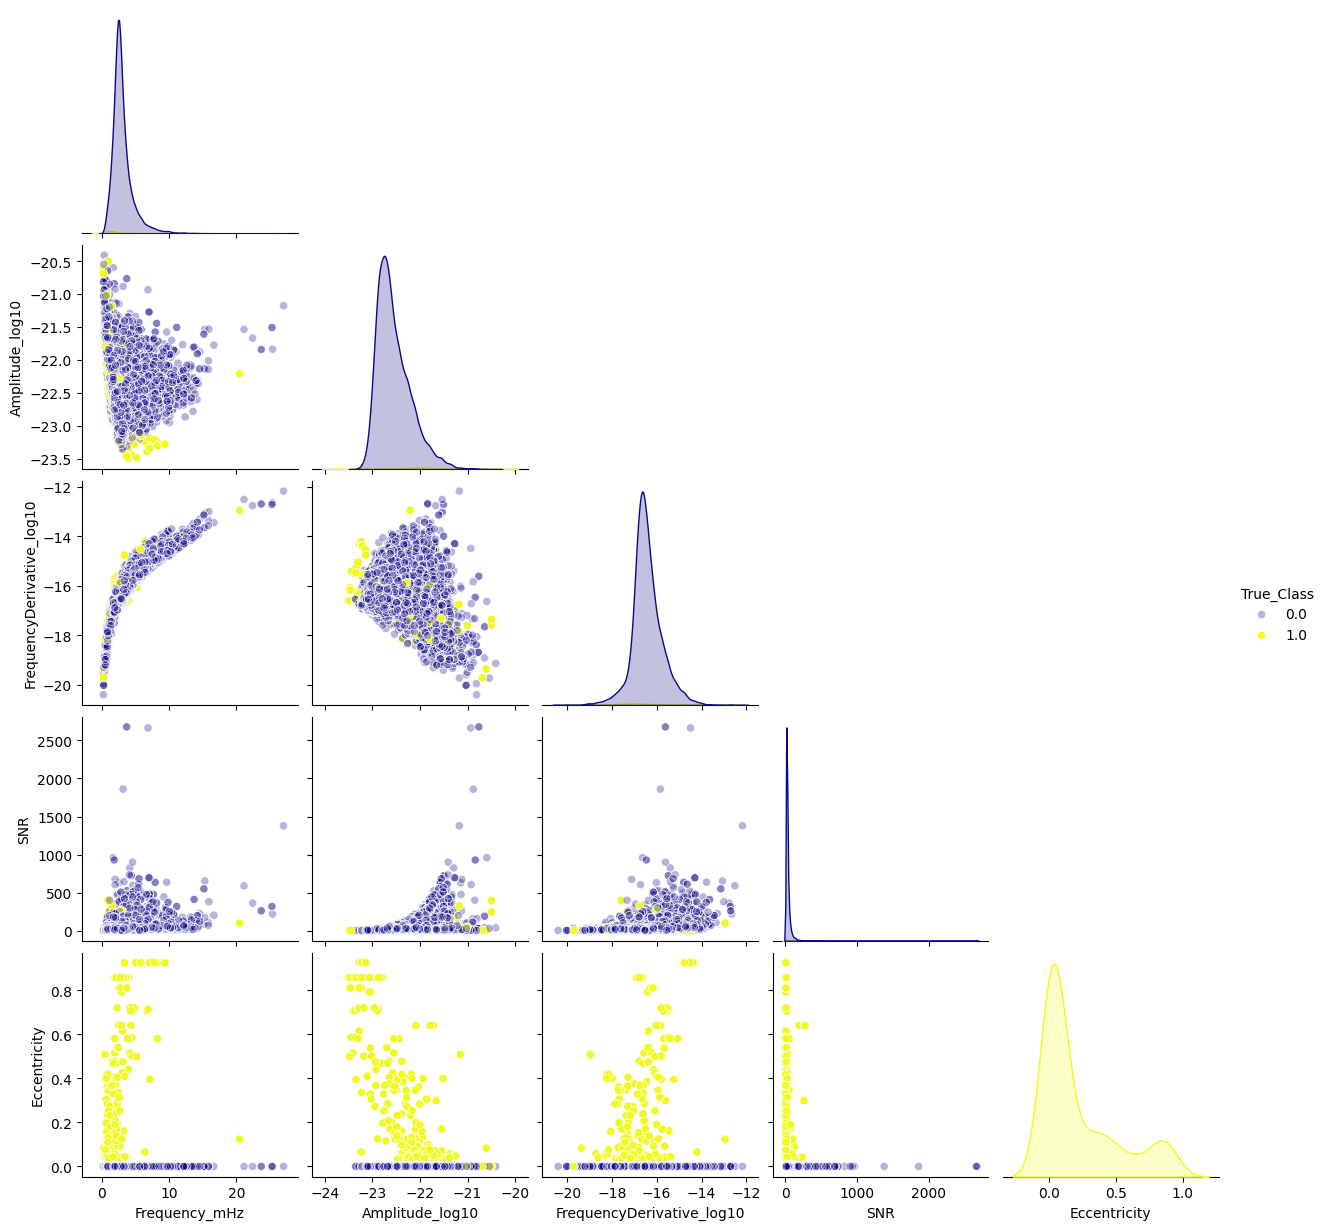 −20.5
−21.0
−21.5
−22.0
−22.5
−23.0
−23.5
Amplitude_log10
−12
−14
−16
−18
−20
FrequencyDerivative_log10
True_Class
0.0
1.0
2500
2000
1500
1000
500
0
SNR
0.8
0.6
0.4
0.2
0.0
Eccentricity
0 10 20
−24 −23 −22 −21 −20
−20 −18 −16 −14 −12
0 1000 2000
0.0 0.5 1.0
Frequency_mHz
Amplitude_log10
FrequencyDerivative_log10
SNR
Eccentricity